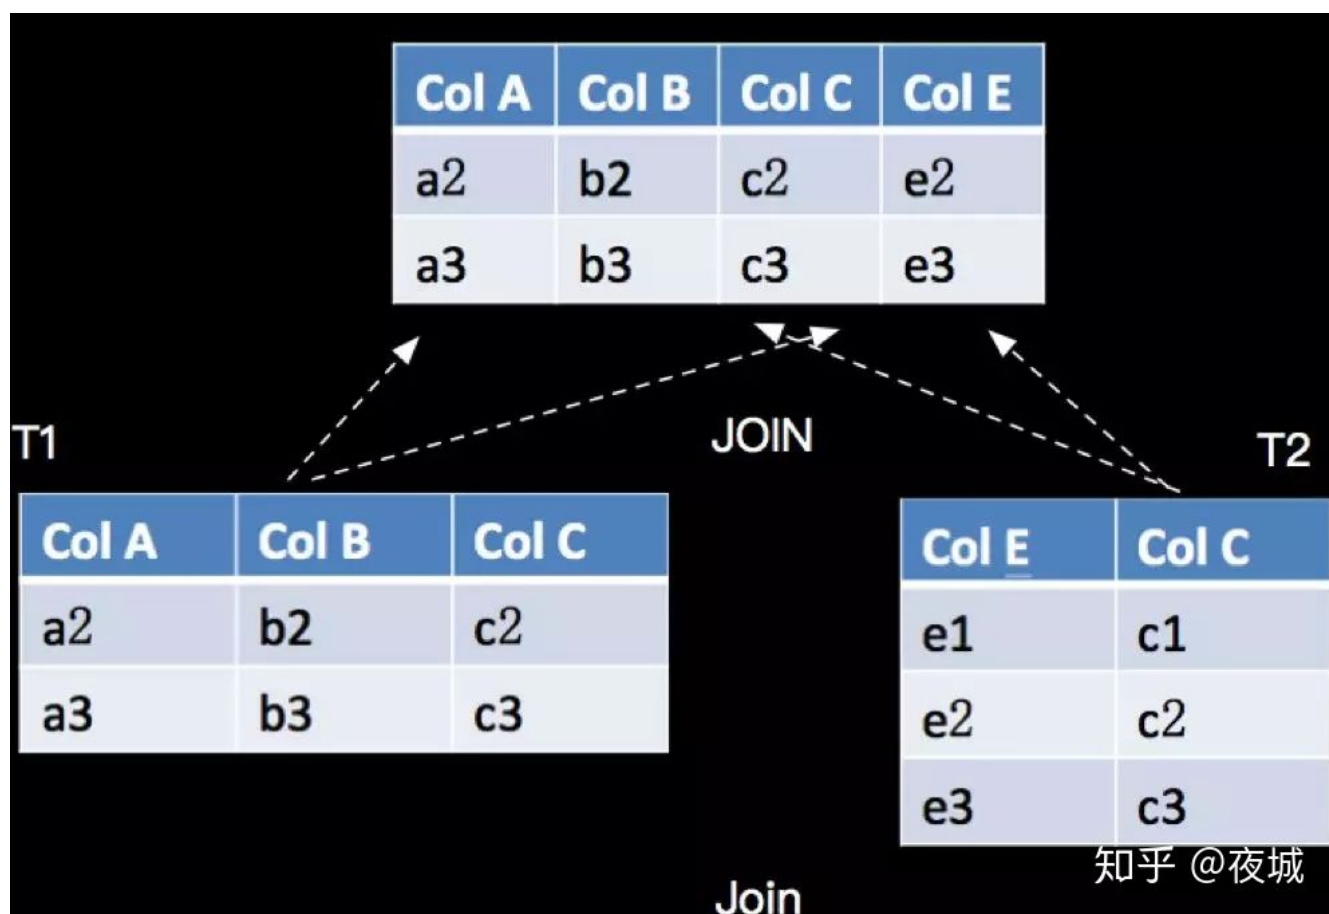 Col A Col B Col C Col E
a2 b2 c2 e2
a3 b3 c3 e3
JOIN
T1
Col A Col B Col C
a2 b2 c2
a3 b3 c3
T2
Col E Col C
e1 c1
e2 c2
e3 c3
知乎 @夜城
Join